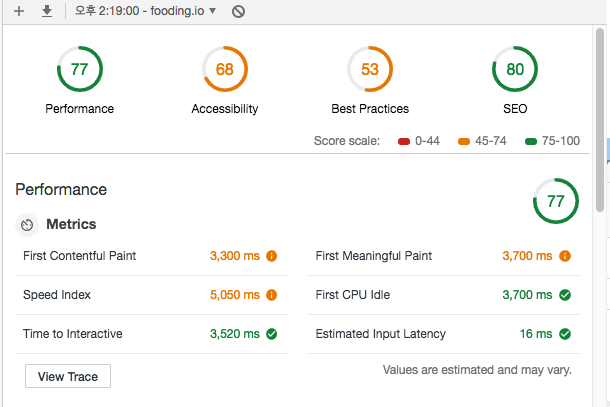 오후 2:19:00 - fooding.io
77 68 53 80
Performance Accessibility Best Practices SEO
Score scale: 0-44 45-74 75-100
Performance
77
Metrics
First Contentful Paint 3,300 ms
First Meaningful Paint 3,700 ms
Speed Index 5,050 ms
First CPU Idle 3,700 ms
Time to Interactive 3,520 ms
Estimated Input Latency 16 ms
View Trace
Values are estimated and may vary.